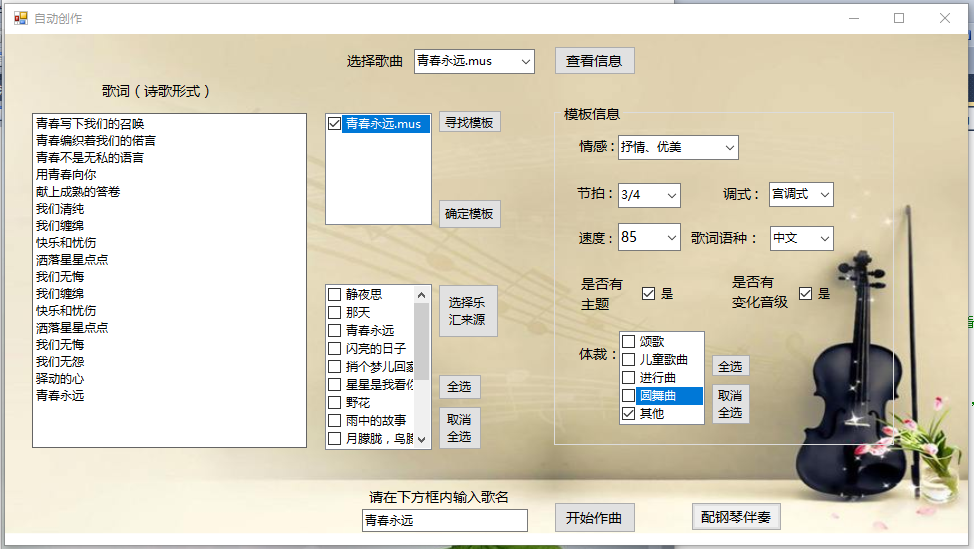 自动创作
选择歌曲 青春永远.mus 查看信息
歌词（诗歌形式）
青春写下我们的召唤
青春编织着我们的偌言
青春不是无私的语言
用青春向你
献上成熟的答卷
我们清纯
我们缠绵
快乐和忧伤
洒落星星点点
我们无悔
我们缠绵
快乐和忧伤
洒落星星点点
我们无悔
我们无怨
驿动的心
青春永远
青春永远.mus
寻找模板
确定模板
静夜思
那天
青春永远
闪亮的日子
捎个梦儿回家
星星是我看你
野花
雨中的故事
月朦胧，鸟朦
选择乐
汇来源
全选
取消
全选
模板信息
情感： 抒情、优美
节拍： 3/4 调式： 宫调式
速度： 85 歌词语种： 中文
是否有
主题
是
是否有
变化音级
是
体裁：
颂歌
儿童歌曲
进行曲
圆舞曲
其他
全选
取消
全选
请在下方框内输入歌名
青春永远
开始作曲
配钢琴伴奏